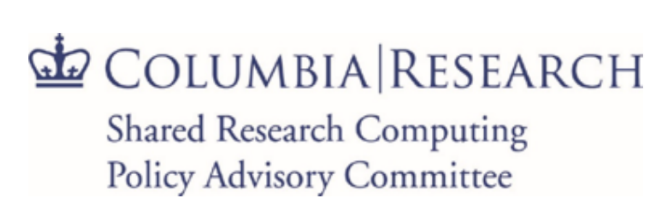 COLUMBIA|RESEARCH
Shared Research Computing
Policy Advisory Committee